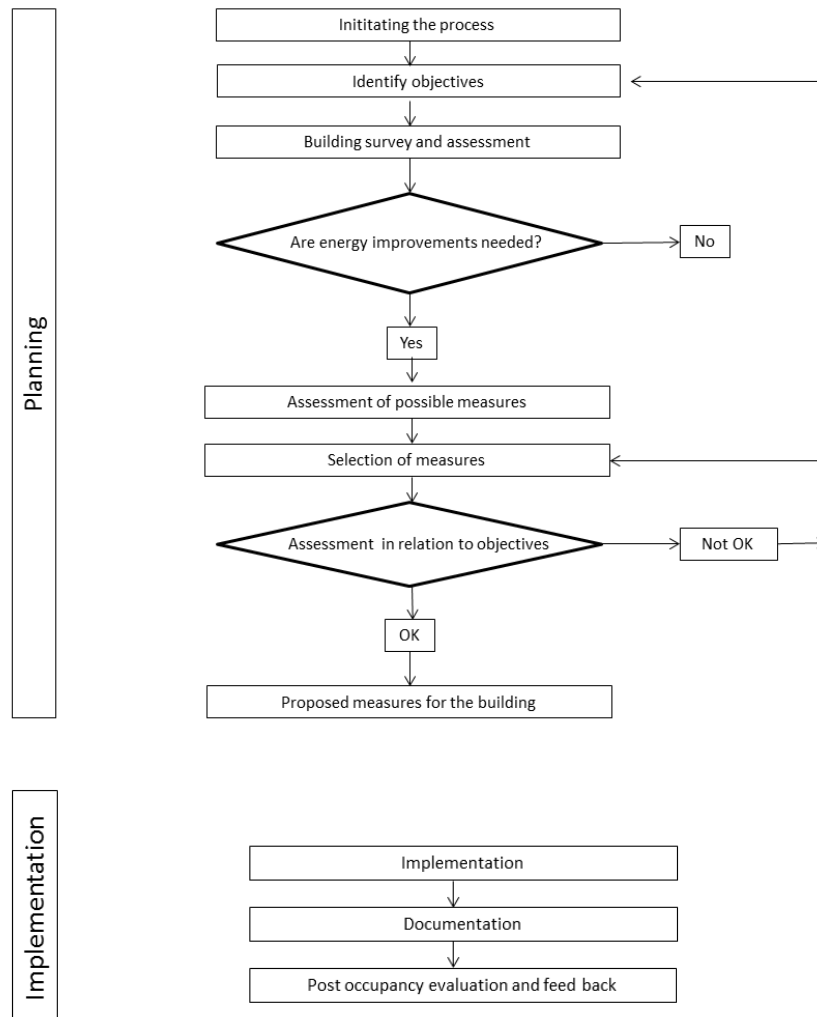 Planning
Inititating the process
Identify objectives
Building survey and assessment
Are energy improvements needed?
No
Yes
Assessment of possible measures
Selection of measures
Assessment in relation to objectives
Not OK
OK
Proposed measures for the building
Implementation
Implementation
Documentation
Post occupancy evaluation and feed back